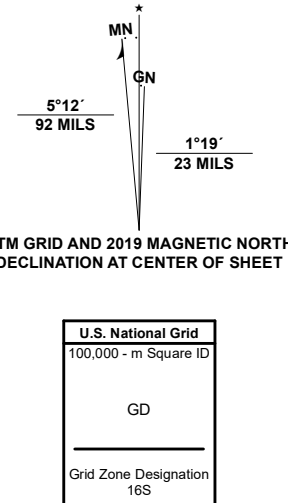 MN
GN
5°12´
92 MILS
1°19´
23 MILS
TM GRID AND 2019 MAGNETIC NORTH
DECLINATION AT CENTER OF SHEET
U.S. National Grid
100,000 - m Square ID
GD
Grid Zone Designation
16S